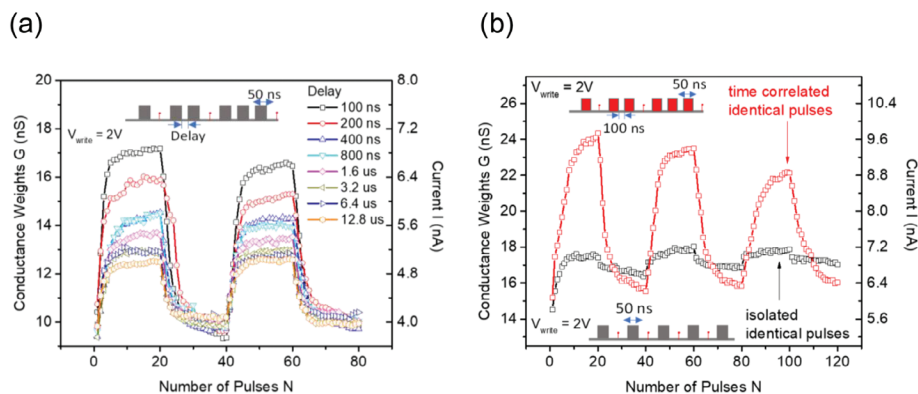 (a)
(b)
20
18
16
14
12
10
Conductance Weights G (nS)
8.0
7.2
6.4
5.6
4.8
4.0
Current I (nA)
0
20
40
60
80
Number of Pulses N
50 ns
Delay
V write = 2V
Delay
100 ns
200 ns
400 ns
800 ns
1.6 us
3.2 us
6.4 us
12.8 us
26
24
22
20
18
16
14
Conductance Weights G (nS)
10.4
9.6
8.8
8.0
7.2
6.4
5.6
Current I (nA)
0
20
40
60
80
100
120
Number of Pulses N
V write = 2V
50 ns
100 ns
time correlated
identical pulses
isolated
identical pulses
50 ns
V write = 2V